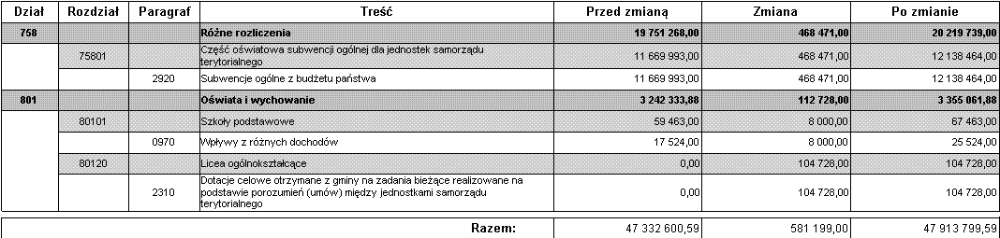 Dział Rozdział Paragraf Treść Przed zmianą Zmiana Po zmianie
758 Różne rozliczenia 19 751 268,00 468 471,00 20 219 739,00
75801 Część oświatowa subwencji ogólnej dla jednostek samorządu terytorialnego 11 669 993,00 468 471,00 12 138 464,00
2920 Subwencje ogólne z budżetu państwa 11 669 993,00 468 471,00 12 138 464,00
801 Oświata i wychowanie 3 242 333,88 112 728,00 3 355 061,88
80101 Szkoły podstawowe 59 463,00 8 000,00 67 463,00
0970 Wpływy z różnych dochodów 17 524,00 8 000,00 25 524,00
80120 Licea ogólnokształcące 0,00 104 728,00 104 728,00
2310 Dotacje celowe otrzymane z gminy na zadania bieżące realizowane na podstawie porozumień (umów) między jednostkami samorządu terytorialnego 0,00 104 728,00 104 728,00
Razem: 47 332 600,59 581 199,00 47 913 799,59